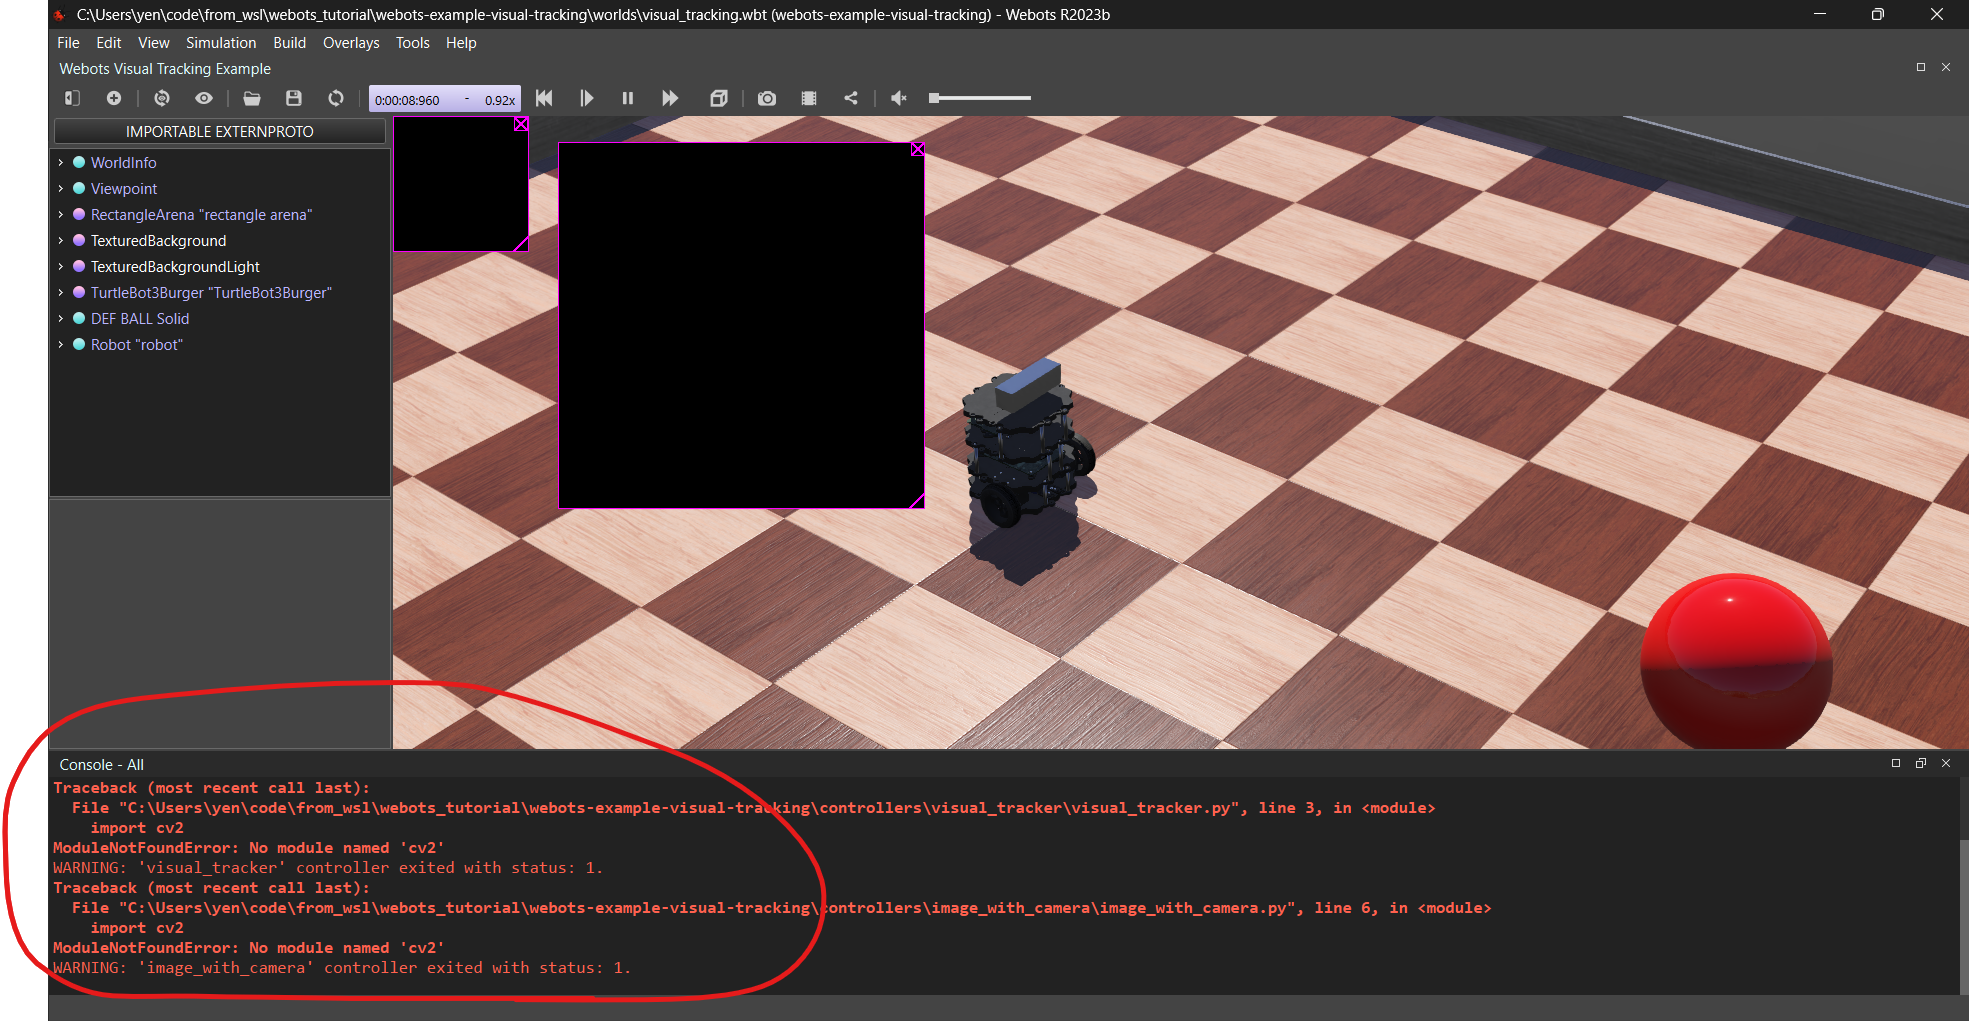 C:\Users\yen\code\from_wsl\webots_tutorial\webots-example-visual-tracking\worlds\visual_tracking.wbt (webots-example-visual-tracking) - Webots R2023b
File Edit View Simulation Build Overlays Tools Help
Webots Visual Tracking Example
0:00:08:960 - 0.92x
IMPORTABLE EXTERNPROTO
WorldInfo
Viewpoint
RectangleArena "rectangle arena"
TexturedBackground
TexturedBackgroundLight
TurtleBot3Burger "TurtleBot3Burger"
DEF BALL Solid
Robot "robot"
Console - All
Traceback (most recent call last):
  File "C:\Users\yen\code\from_wsl\webots_tutorial\webots-example-visual-tracking\controllers\visual_tracker\visual_tracker.py", line 3, in <module>
    import cv2
ModuleNotFoundError: No module named 'cv2'
WARNING: 'visual_tracker' controller exited with status: 1.
Traceback (most recent call last):
  File "C:\Users\yen\code\from_wsl\webots_tutorial\webots-example-visual-tracking\controllers\image_with_camera\image_with_camera.py", line 6, in <module>
    import cv2
ModuleNotFoundError: No module named 'cv2'
WARNING: 'image_with_camera' controller exited with status: 1.